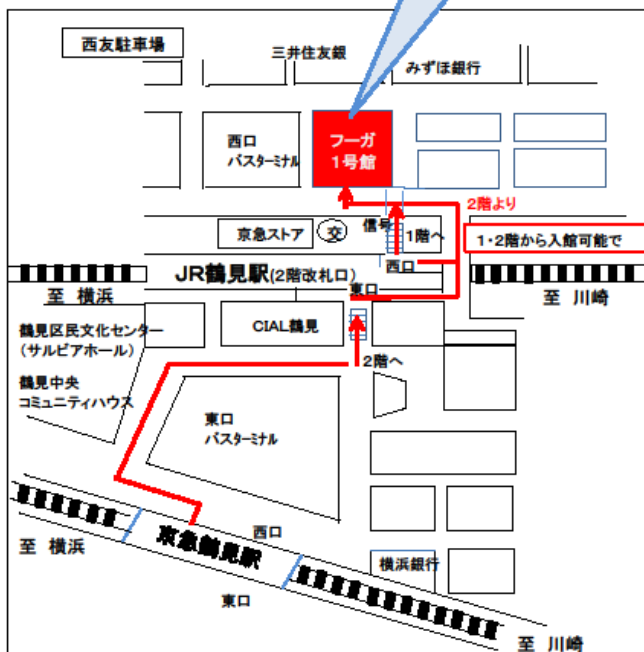 西友駐車場
三井住友銀
みずほ銀行
西口
バスターミナル
フーガ
1号館
2階より
京急ストア
交
信号
1階へ
1・2階から入館可能で
西口
JR鶴見駅(2階改札口)
東口
至 横浜
至 川崎
鶴見区民文化センター
(サルビアホール)
CIAL鶴見
2階へ
鶴見中央
コミュニティハウス
東口
バスターミナル
西口
京急鶴見駅
至 横浜
横浜銀行
東口
至 川崎